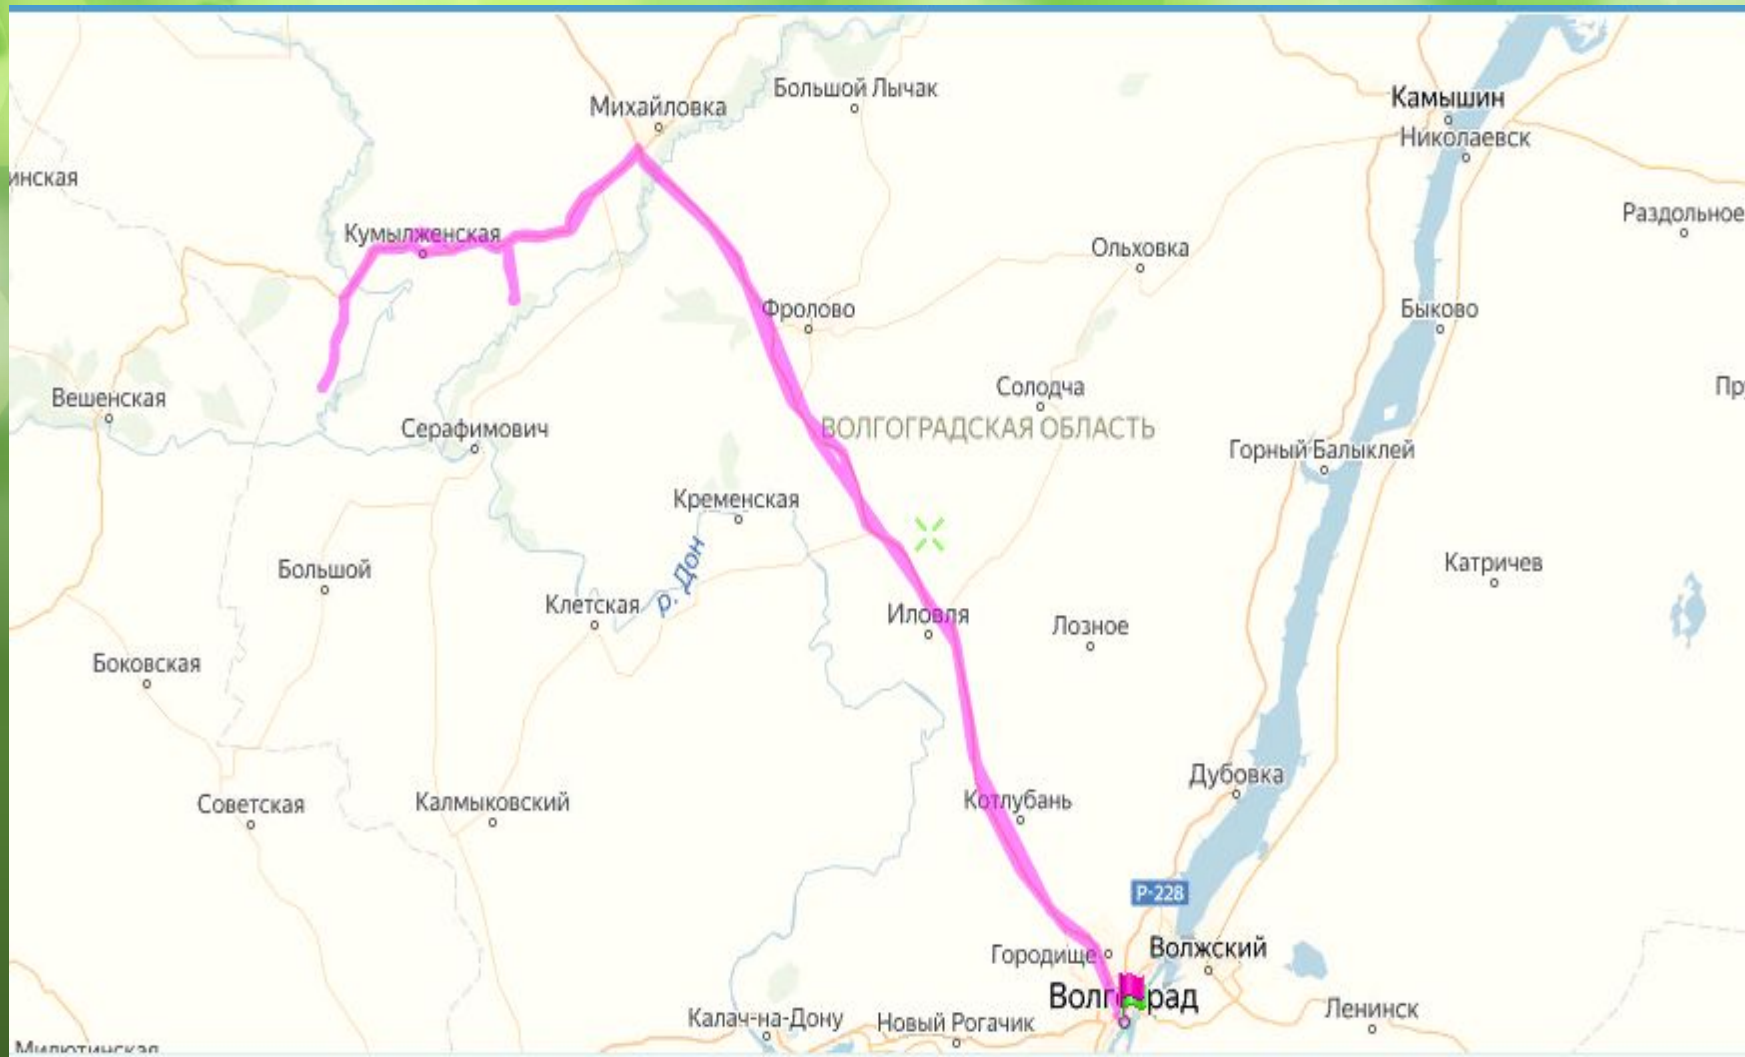 Большой Лычак
Михайловка
Камышин
Николаевск
инская
Раздольное
Кумылженская
Ольховка
Фролово
Быково
Вешенская
Солодча
Пр
Серафимович
ВОЛГОГРАДСКАЯ ОБЛАСТЬ
Горный Балыклей
Кременская
р. Дон
Большой
Катричев
Клетская
Иловля
Лозное
Боковская
Дубовка
Советская
Калмыковский
Котлубань
Р-228
Городище
Волжский
Волгоград
Калач-на-Дону
Новый Рогачик
Ленинск
Милютинская